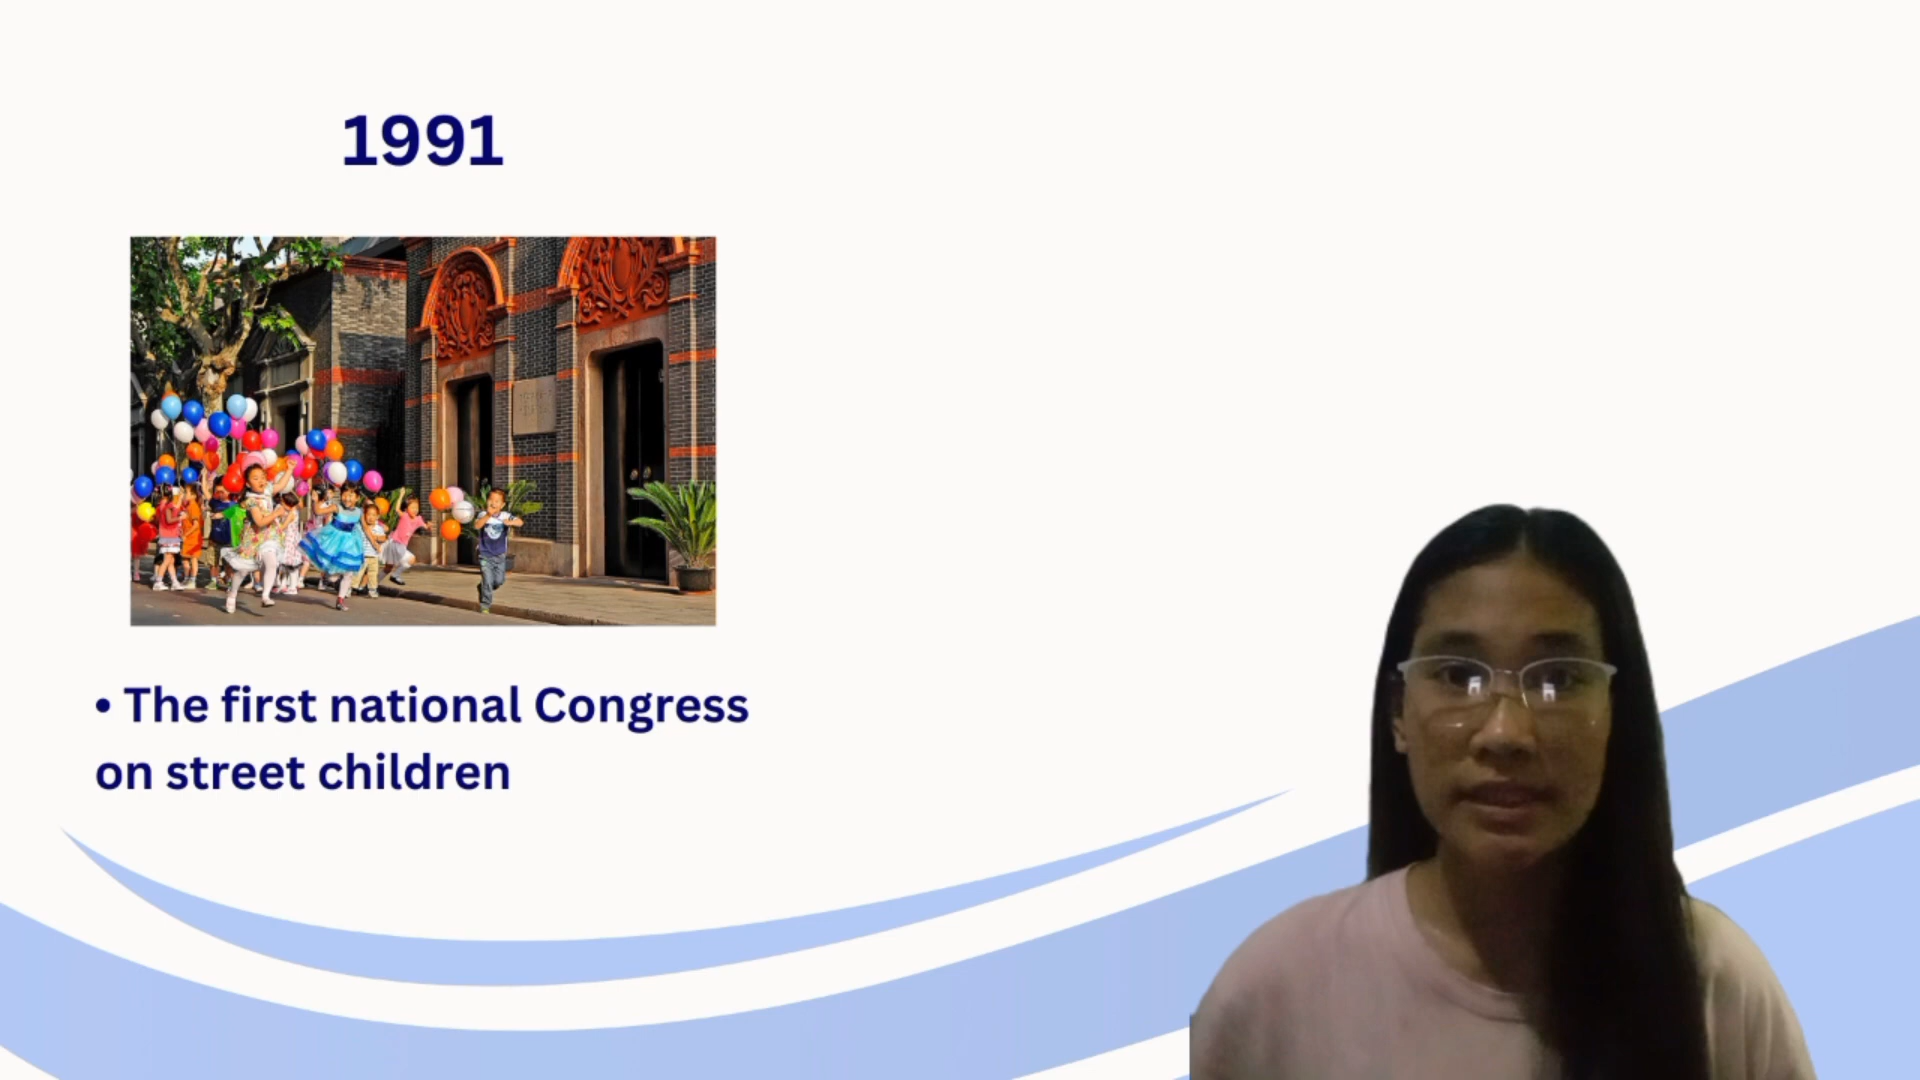 1991
• The first national Congress
on street children